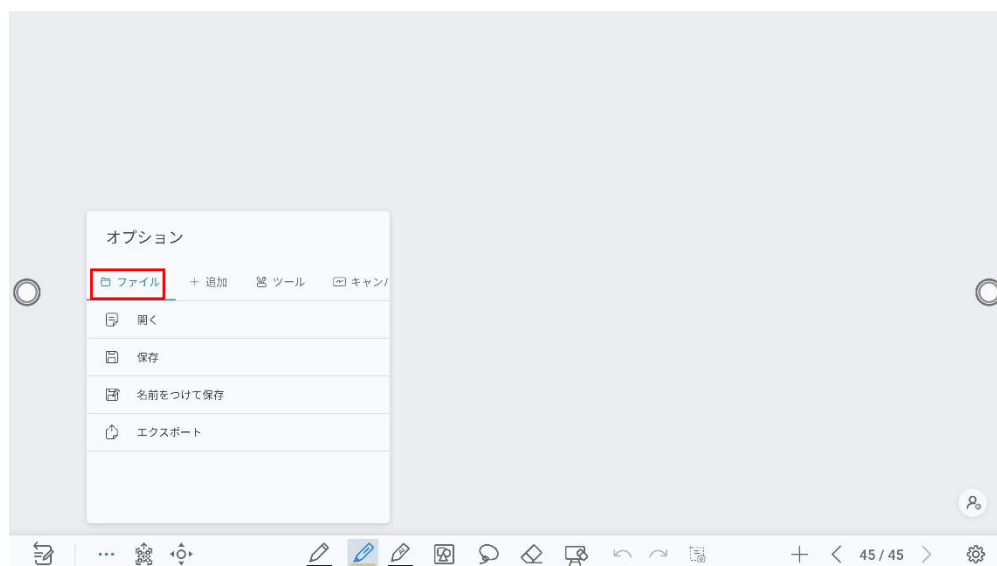 オプション
ファイル
+ 追加
ツール
キャン
開く
保存
名前をつけて保存
エクスポート
45 / 45